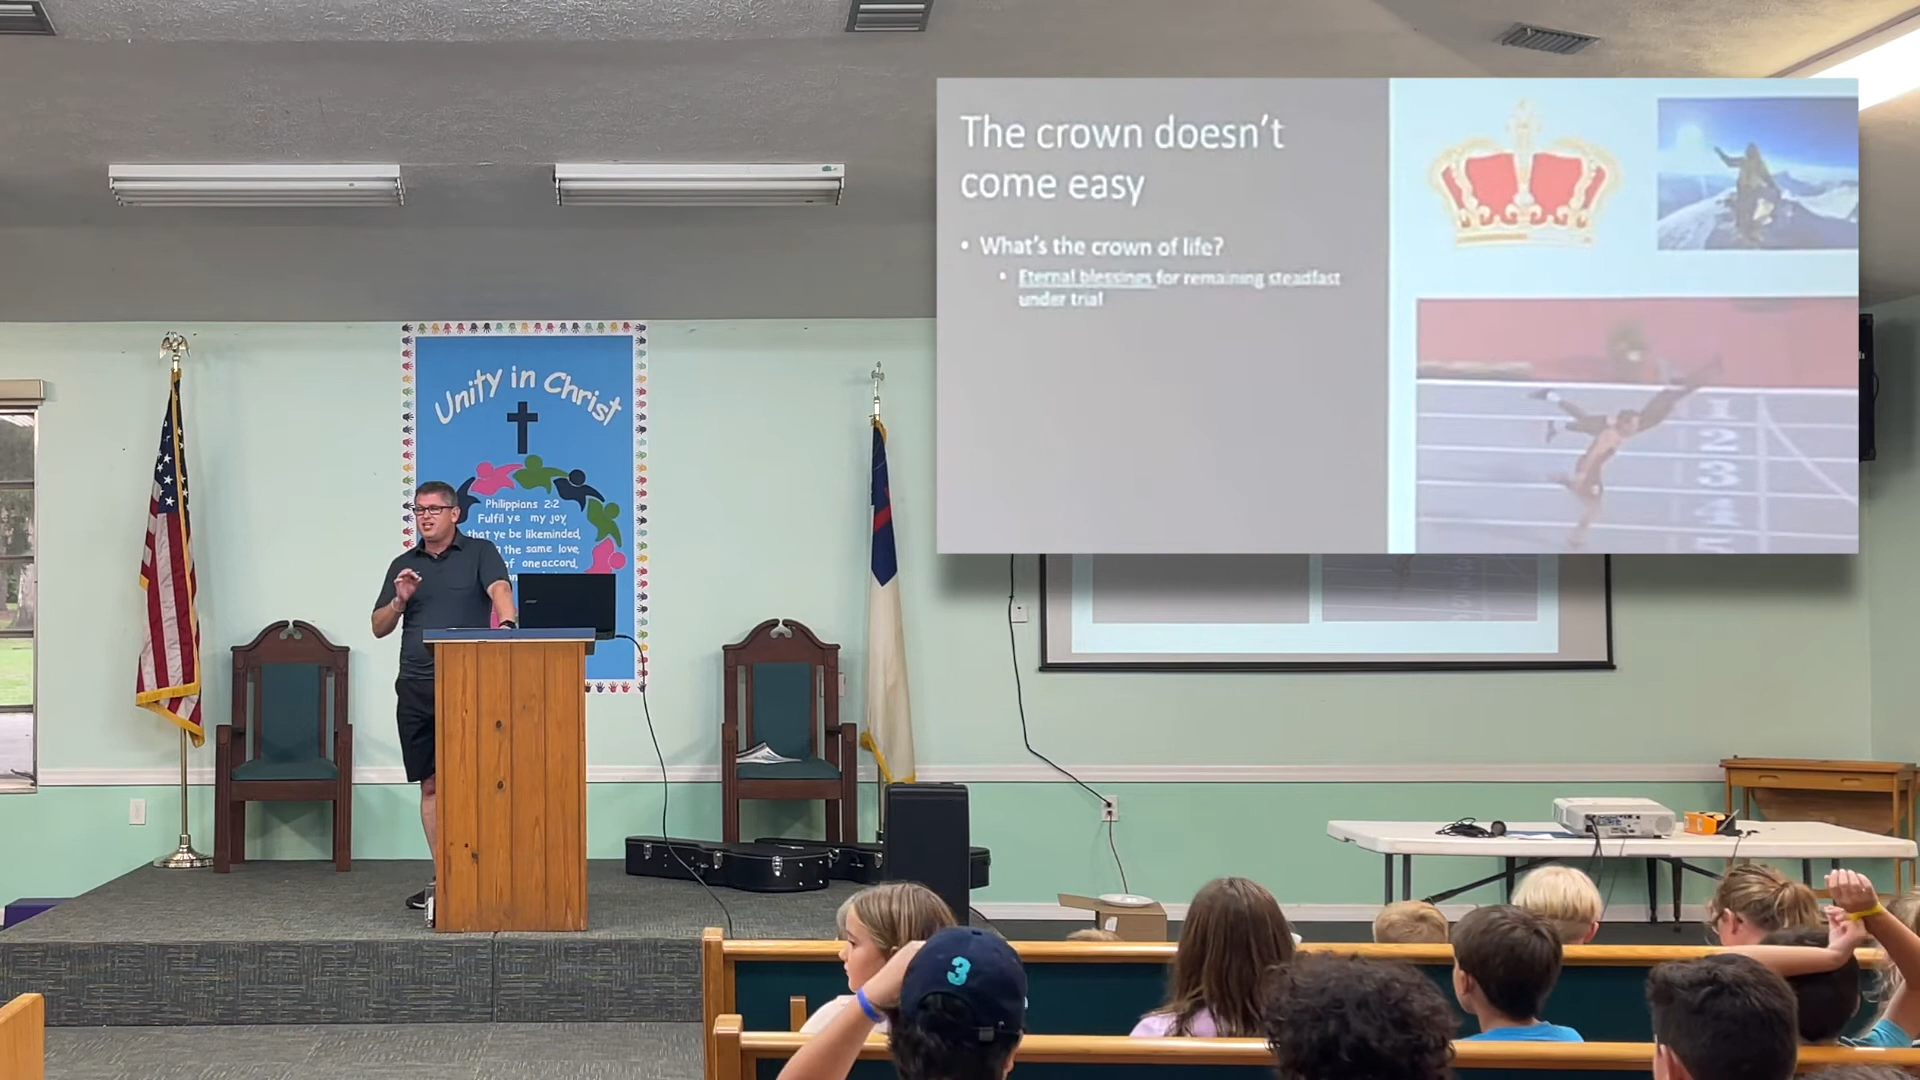 The crown doesn't
come easy
• What's the crown of life?
• Eternal blessings for remaining steadfast
under trial
1
2
3
4
5
Unity in Christ
Philippians 2:2
Fulfil ye my joy,
that ye be likeminded,
the same love,
of one accord,
3